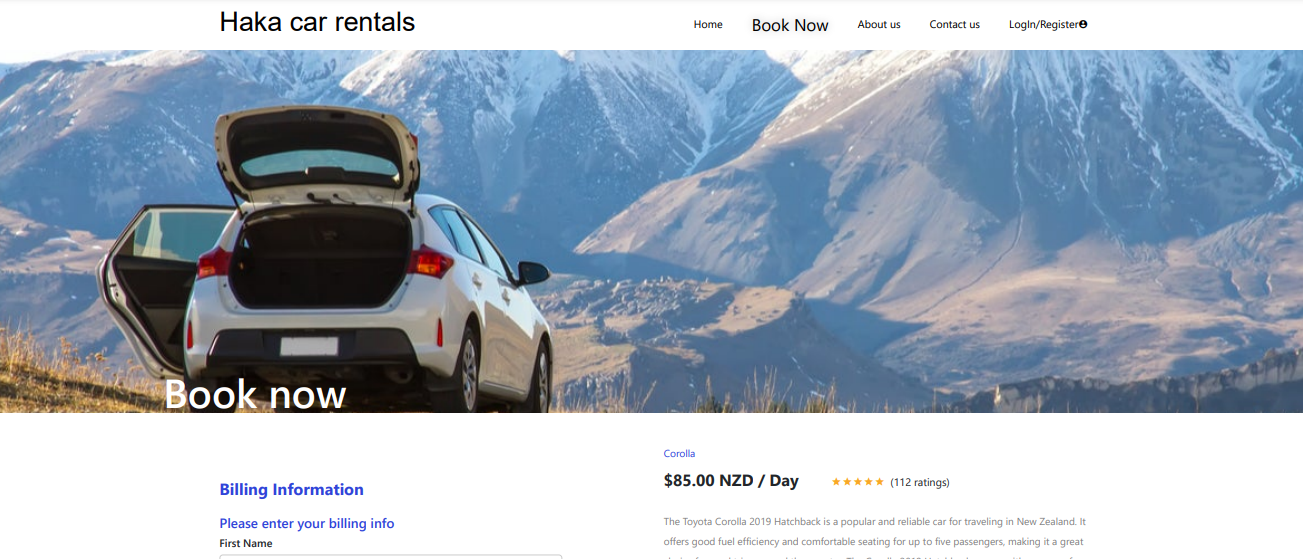 Haka car rentals
Home
Book Now
About us
Contact us
LogIn/Register
Book now
Corolla
$85.00 NZD / Day
(112 ratings)
Billing Information
Please enter your billing info
First Name
The Toyota Corolla 2019 Hatchback is a popular and reliable car for traveling in New Zealand. It
offers good fuel efficiency and comfortable seating for up to five passengers, making it a great